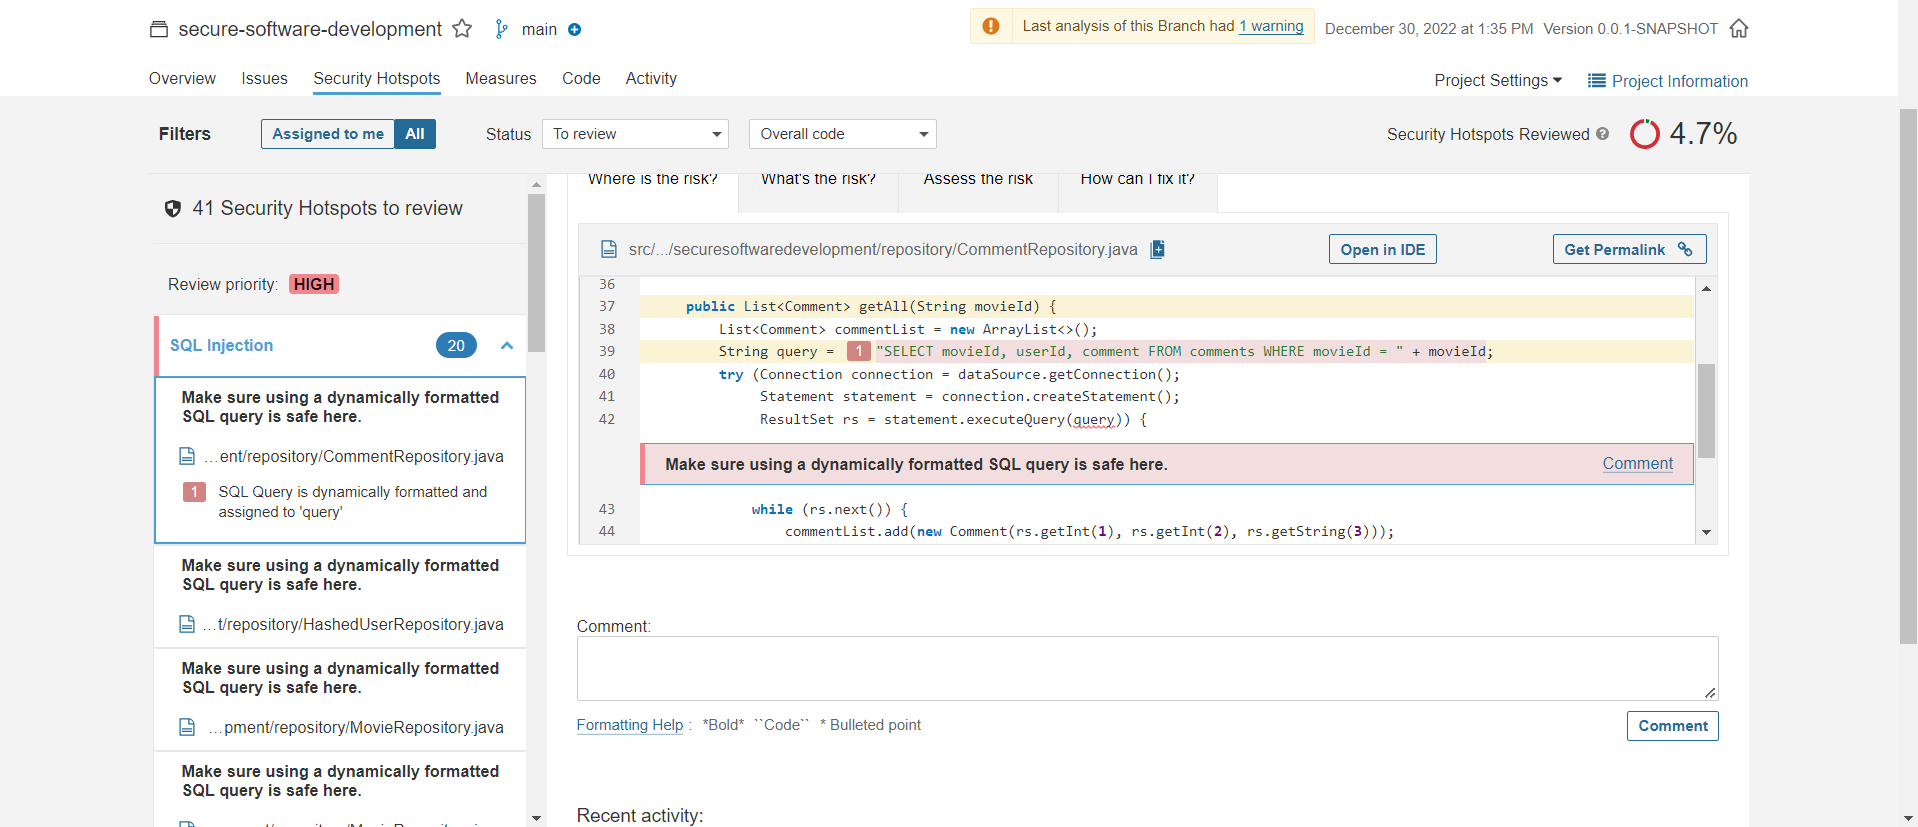 secure-software-development main
Last analysis of this Branch had 1 warning December 30, 2022 at 1:35 PM Version 0.0.1-SNAPSHOT
Overview Issues Security Hotspots Measures Code Activity
Project Settings Project Information
Filters Assigned to me All Status To review Overall code Security Hotspots Reviewed ? 4.7%
41 Security Hotspots to review
Review priority: HIGH
SQL Injection 20
Make sure using a dynamically formatted
SQL query is safe here.
...ent/repository/CommentRepository.java
1 SQL Query is dynamically formatted and
assigned to 'query'
Make sure using a dynamically formatted
SQL query is safe here.
...t/repository/HashedUserRepository.java
Make sure using a dynamically formatted
SQL query is safe here.
...pment/repository/MovieRepository.java
Make sure using a dynamically formatted
SQL query is safe here.
Where is the risk? What's the risk? Assess the risk How can I fix it?
src/.../securesoftwaredevelopment/repository/CommentRepository.java Open in IDE Get Permalink
36
37 public List<Comment> getAll(String movieId) {
38 List<Comment> commentList = new ArrayList<>();
39 String query = 1 "SELECT movieId, userId, comment FROM comments WHERE movieId = " + movieId;
40 try (Connection connection = dataSource.getConnection();
41 Statement statement = connection.createStatement();
42 ResultSet rs = statement.executeQuery(query)) {
Make sure using a dynamically formatted SQL query is safe here. Comment
43 while (rs.next()) {
44 commentList.add(new Comment(rs.getInt(1), rs.getInt(2), rs.getString(3)));
Comment:
Formatting Help : *Bold* ``Code`` * Bulleted point
Comment
Recent activity: